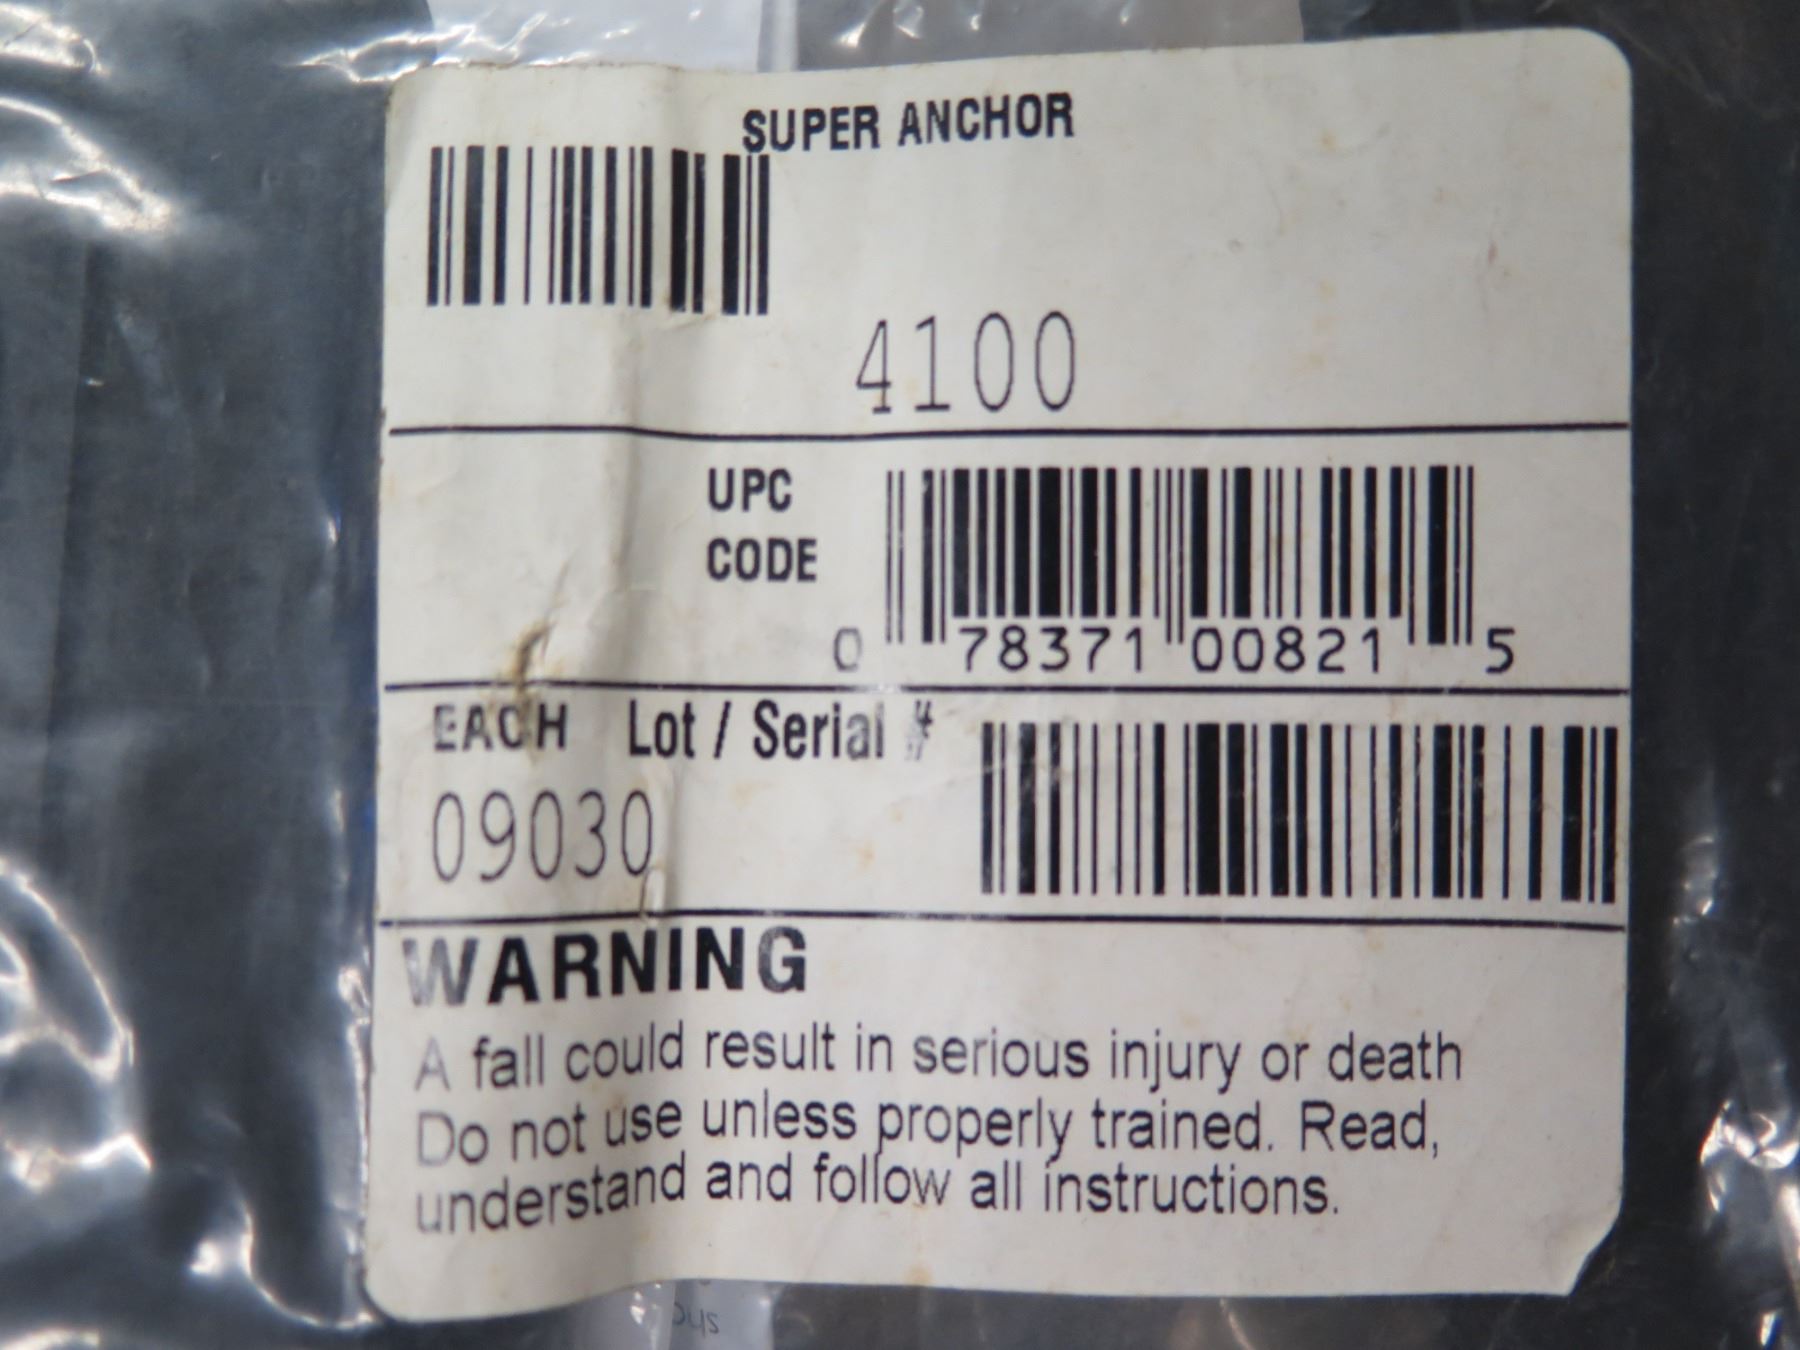 SUPER ANCHOR
4100
UPC
CODE
0 78371 00821 5
EACH Lot / Serial #
09030
WARNING
A fall could result in serious injury or death
Do not use unless properly trained. Read,
understand and follow all instructions.